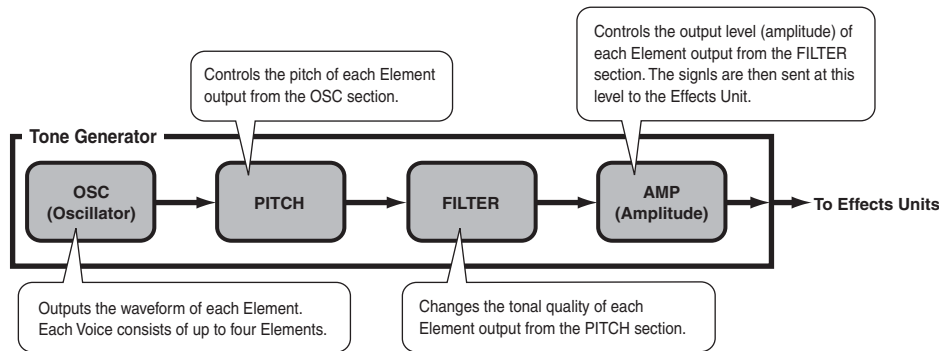 Controls the output level (amplitude) of
each Element output from the FILTER
section. The signls are then sent at this
level to the Effects Unit.
Controls the pitch of each Element
output from the OSC section.
Tone Generator
OSC
(Oscillator)
PITCH
FILTER
AMP
(Amplitude)
To Effects Units
Outputs the waveform of each Element.
Each Voice consists of up to four Elements.
Changes the tonal quality of each
Element output from the PITCH section.